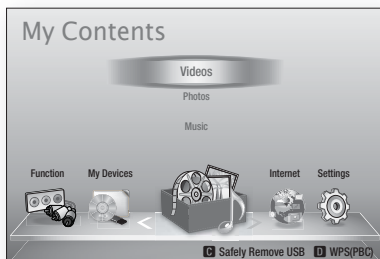 My Contents
Videos
Photos
Music
Function My Devices Internet Settings
C Safely Remove USB D WPS(PBC)